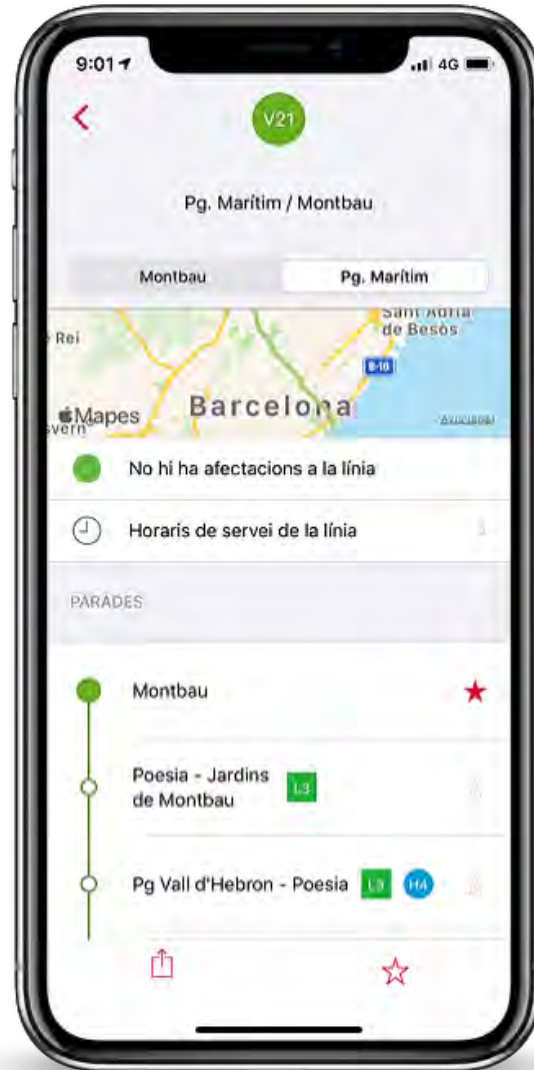 9:01
4G
V21
Pg. Marítim / Montbau
Montbau
Pg. Marítim
Rei
Sant Adrià
de Besòs
B-10
Mapes
Barcelona
svern
No hi ha afectacions a la línia
Horaris de servei de la línia
PARADES
Montbau
Poesia - Jardins
de Montbau
L3
Pg Vall d'Hebron - Poesia L3 H4